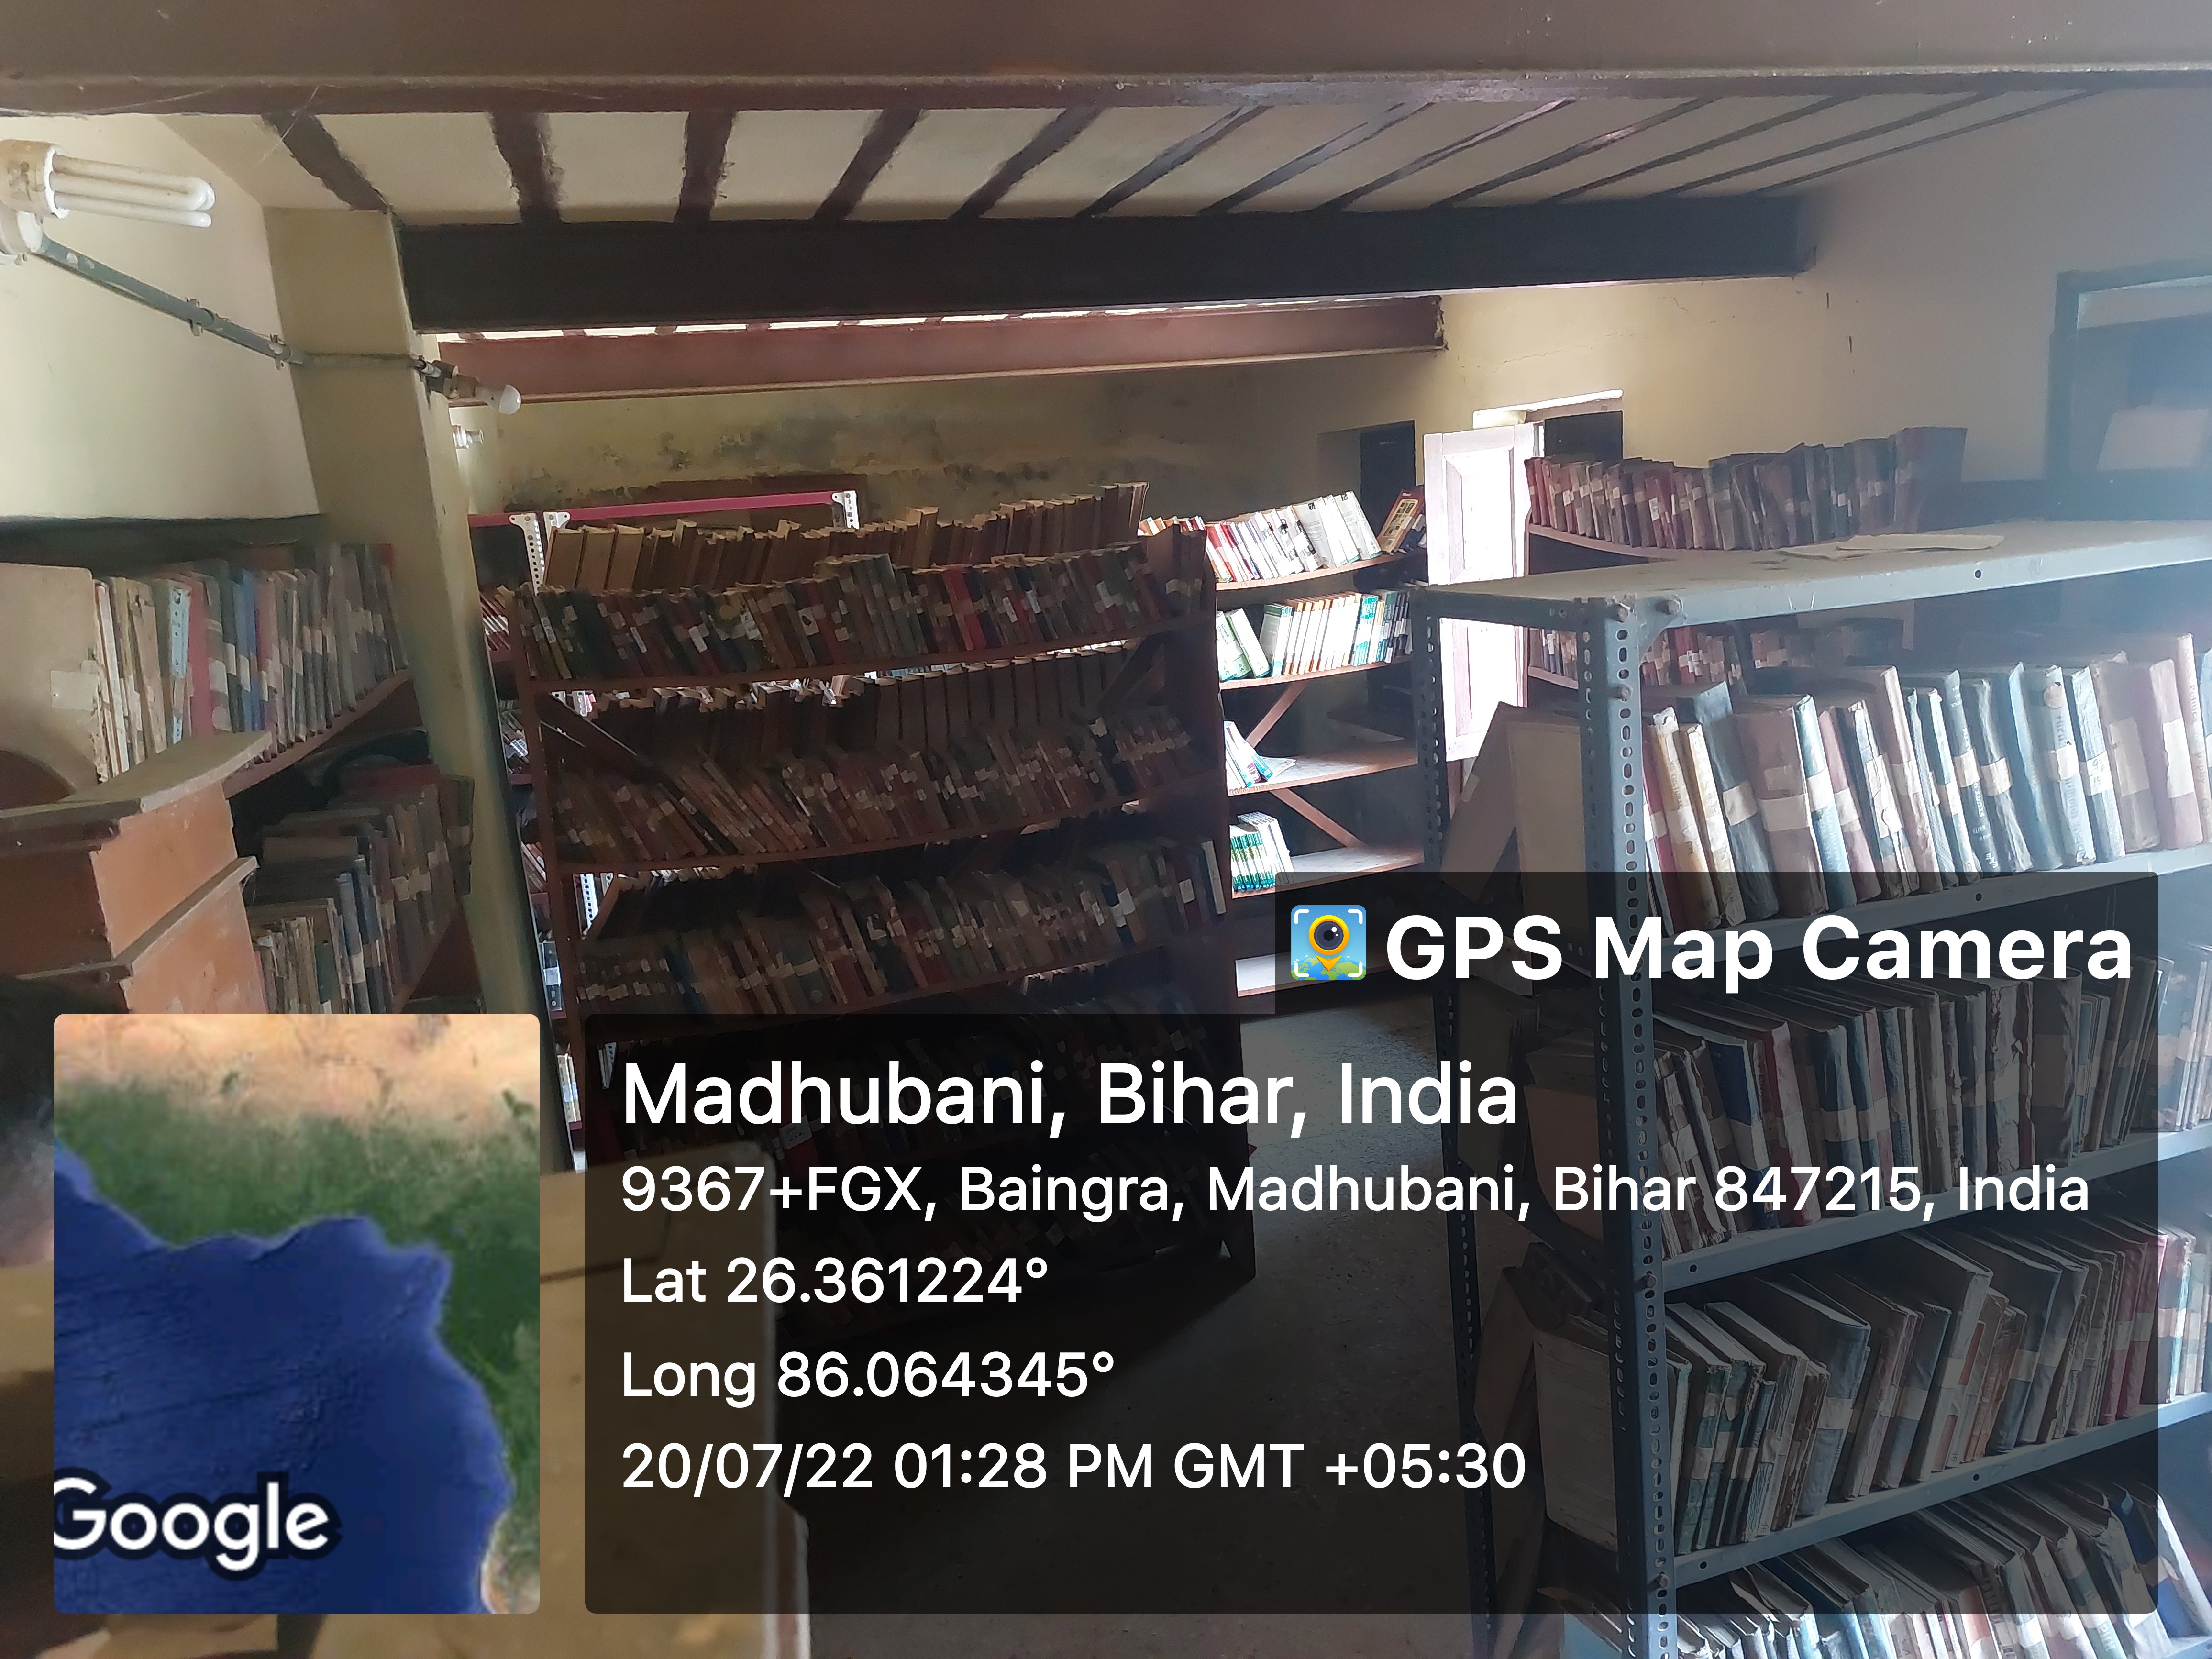 GPS Map Camera
Madhubani, Bihar, India
9367+FGX, Baingra, Madhubani, Bihar 847215, India
Lat 26.361224°
Long 86.064345°
20/07/22 01:28 PM GMT +05:30
Google